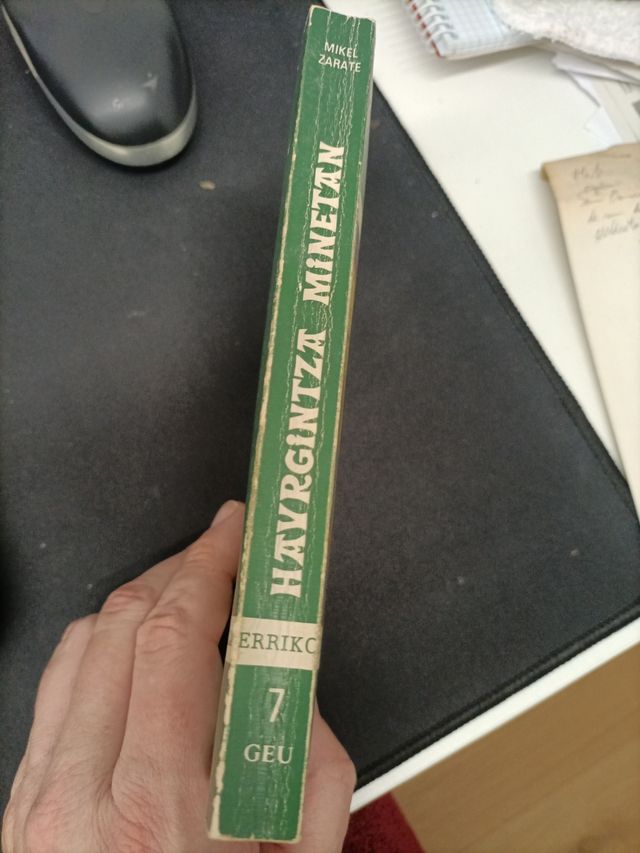 MIKEL
ZARATE
HAURGINTZA MINETAN
ERRIKO
7
GEU